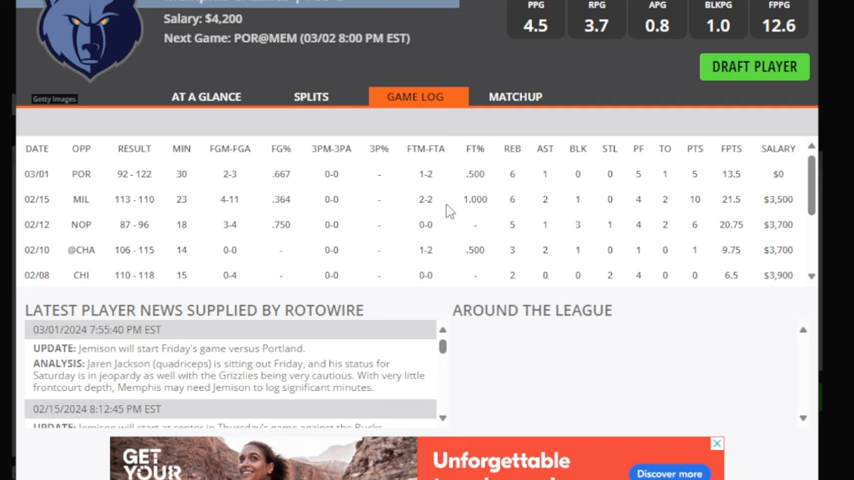 Salary: $4,200
Next Game: POR@MEM (03/02 8:00 PM EST)
PPG RPG APG BLKPG FPPG
4.5 3.7 0.8 1.0 12.6
DRAFT PLAYER
Getty Images
AT A GLANCE SPLITS GAME LOG MATCHUP
DATE OPP RESULT MIN FGM-FGA FG% 3PM-3PA 3P% FTM-FTA FT% REB AST BLK STL PF TO PTS FPTS SALARY
03/01 POR 92 - 122 30 2-3 .667 0-0 - 1-2 .500 6 1 0 0 5 1 5 13.5 $0
02/15 MIL 113 - 110 23 4-11 .364 0-0 - 2-2 1.000 6 2 1 0 4 2 10 21.5 $3,500
02/12 NOP 87 - 96 18 3-4 .750 0-0 - 0-0 - 5 1 3 1 4 2 6 20.75 $3,700
02/10 @CHA 106 - 115 14 0-0 - 0-0 - 1-2 .500 3 2 1 0 1 0 1 9.75 $3,700
02/08 CHI 110 - 118 15 0-4 - 0-0 - 0-0 - 2 0 0 2 4 0 - 6.5 $3,900
LATEST PLAYER NEWS SUPPLIED BY ROTOWIRE
03/01/2024 7:55:40 PM EST
UPDATE: Jemison will start Friday's game versus Portland.
ANALYSIS: Jaren Jackson (quadriceps) is sitting out Friday, and his status for
Saturday is in jeopardy as well with the Grizzlies being very cautious. With very little
frontcourt depth, Memphis may need Jemison to log significant minutes.
02/15/2024 8:12:45 PM EST
UPDATE: Jemison will start at center in Thursday's game against the Bucks.
AROUND THE LEAGUE
GET
YOUR
Unforgettable
Discover more